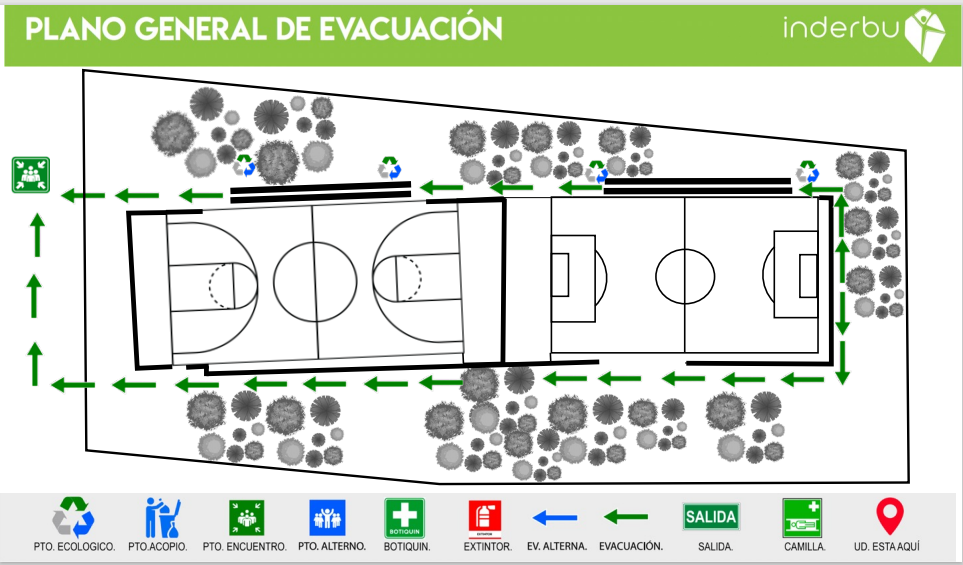 PLANO GENERAL DE EVACUACIÓN
inderbu
PTO. ECOLOGICO.
PTO.ACOPIO.
PTO. ENCUENTRO.
PTO. ALTERNO.
BOTIQUIN
BOTIQUIN.
EXTINTOR
EXTINTOR.
EV. ALTERNA.
EVACUACIÓN.
SALIDA
SALIDA.
CAMILLA.
UD. ESTA AQUÍ